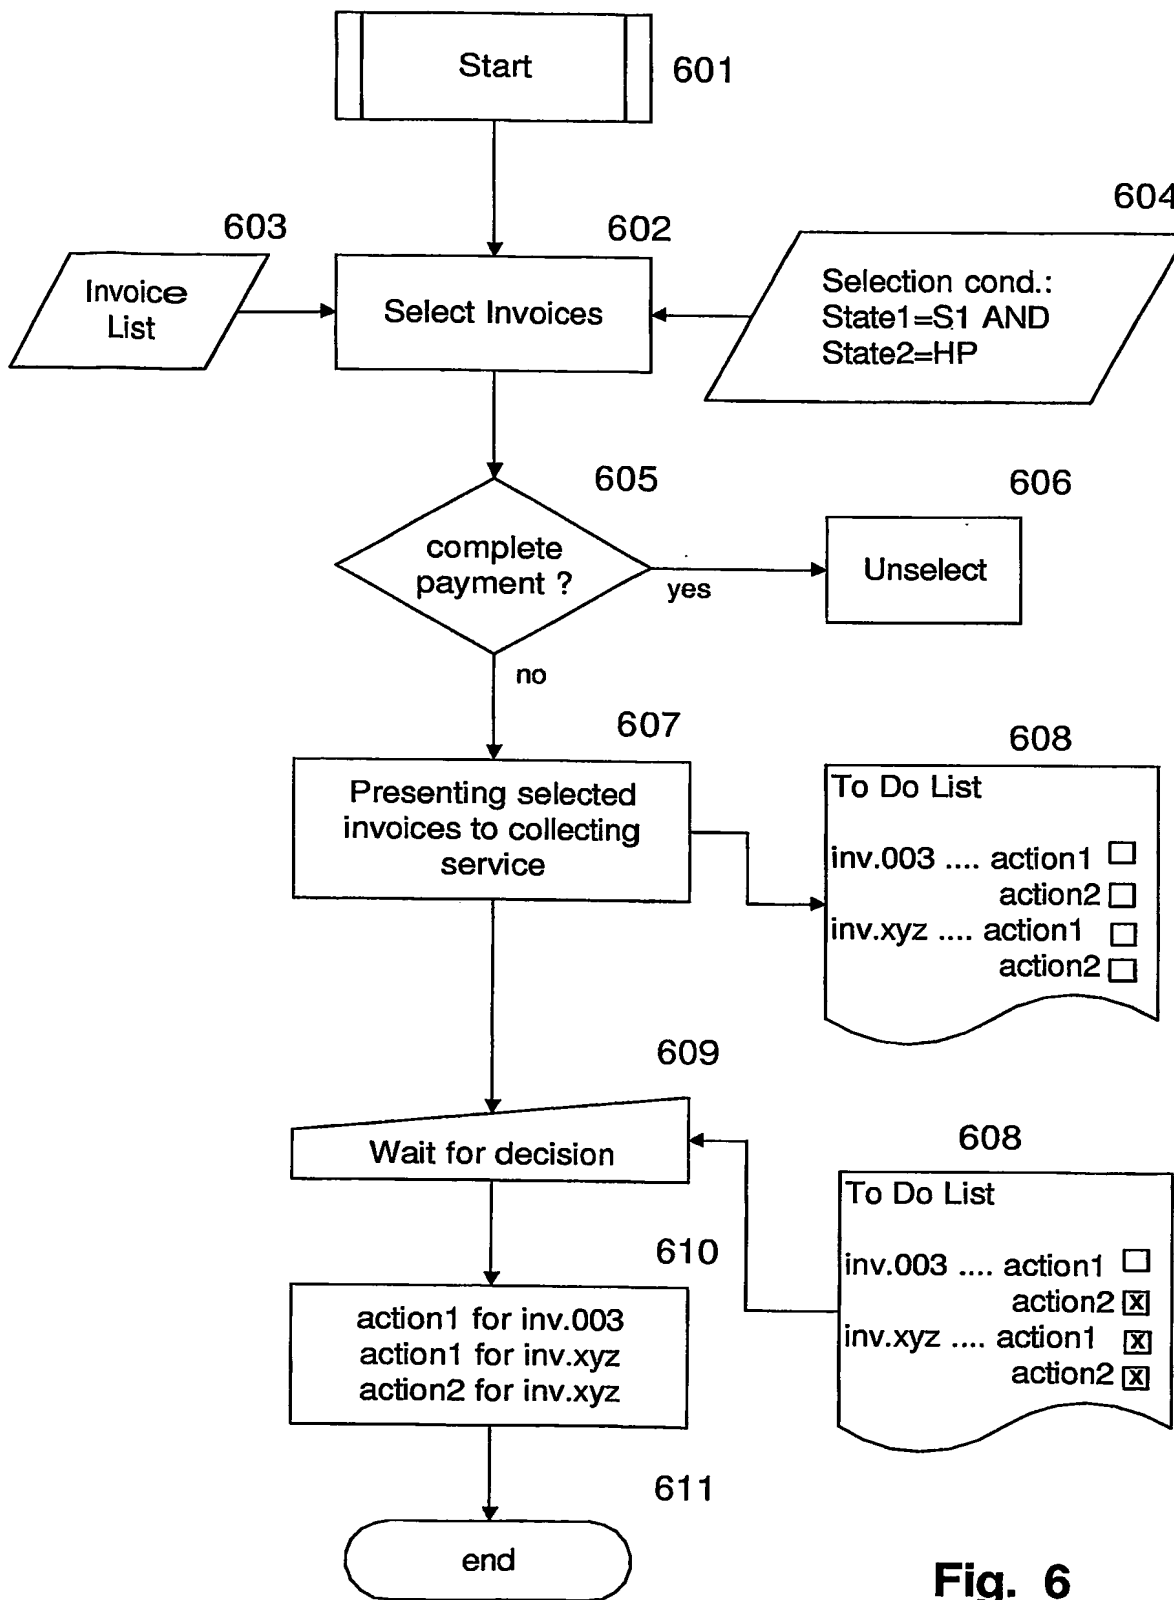 Start
601
603
602
604
Invoice
List
Select Invoices
Selection cond.:
State1=S1 AND
State2=HP
605
606
complete
payment ?
yes
Unselect
no
607
608
Presenting selected
invoices to collecting
service
To Do List
inv.003 .... action1
action2
inv.xyz .... action1
action2
609
Wait for decision
608
To Do List
inv.003 .... action1
action2 x
inv.xyz .... action1 x
action2 x
610
action1 for inv.003
action1 for inv.xyz
action2 for inv.xyz
611
end
Fig. 6